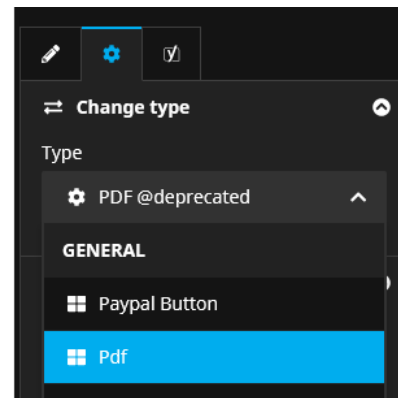 Change type
Type
PDF @deprecated
GENERAL
Paypal Button
Pdf